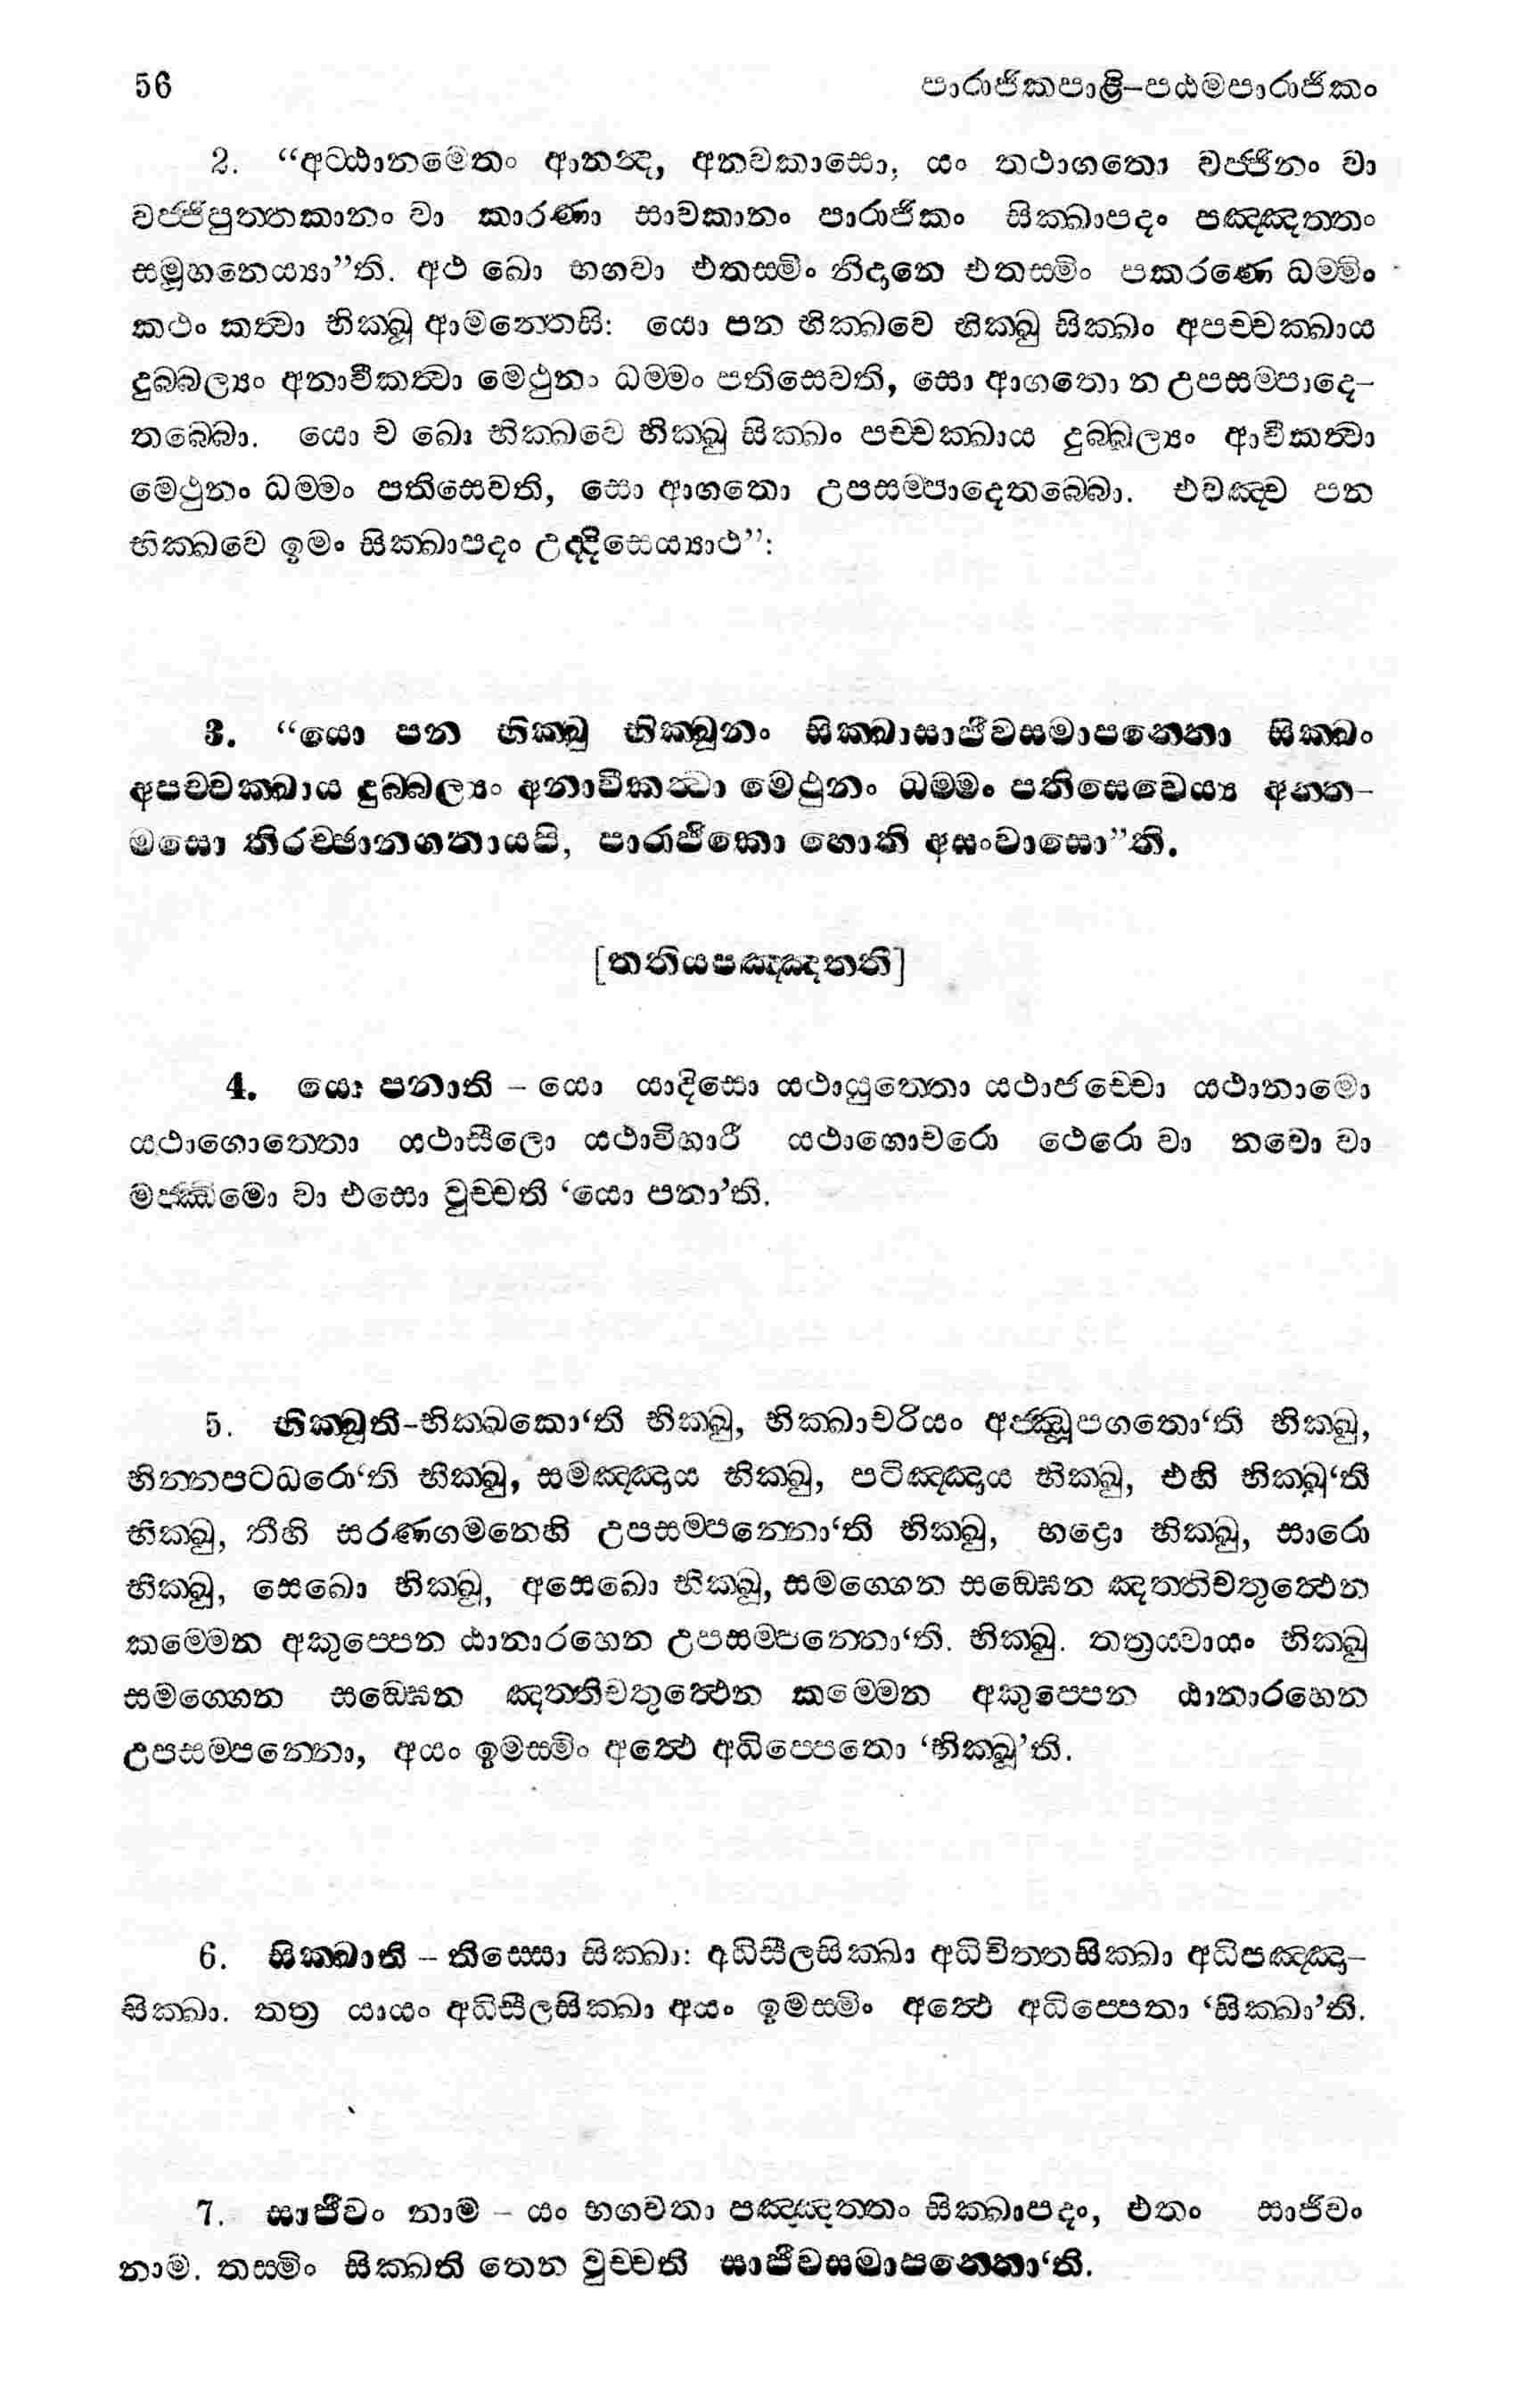 56 පාරාජිකපාළි–පඨමපාරාජිකං
2. “අට්ඨානමෙතං ආනන්ද, අනවකාසො, යං තථාගතො වජ්ජීනං වා
වජ්ජිපුත්තකානං වා කාරණා සාවකානං පාරාජිකං සික්ඛාපදං පඤ්ඤත්තං
සමූහනෙය්‍යා”ති. අථ ඛො භගවා එතස්මිං නිදානෙ එතස්මිං පකරණෙ ධම්මිං
කථං කත්‍වා භික්ඛූ ආමන්තෙසි: යො පන භික්ඛවෙ භික්ඛු සික්ඛං අපච්චක්ඛාය
දුබ්බල්‍යං අනාවීකත්‍වා මෙථුනං ධම්මං පතිසෙවති, සො ආගතො න උපසම්පාදෙ–
තබ්බො. යො ච ඛො භික්ඛවෙ භික්ඛු සික්ඛං පච්චක්ඛාය දුබ්බල්‍යං ආවීකත්‍වා
මෙථුනං ධම්මං පතිසෙවති, සො ආගතො උපසම්පාදෙතබ්බො. එවඤ්ච පන
භික්ඛවෙ ඉමං සික්ඛාපදං උද්දිසෙය්‍යාථ”:
3. “යො පන භික්ඛු භික්ඛූනං සික්ඛාසාජීවසමාපන්නො සික්ඛං
අපච්චක්ඛාය දුබ්බල්‍යං අනාවීකත්‍වා මෙථුනං ධම්මං පතිසෙවෙය්‍ය අන්ත–
මසො තිරච්ඡානගතායපි, පාරාජිකො හොති අසංවාසො”ති.
[තතියපඤ්ඤත්ති]
4. යො පනාති – යො යාදිසො යථායුත්තො යථාජච්චො යථානාමො
යථාගොත්තො යථාසීලො යථාවිහාරී යථාගොචරො ථෙරො වා නවො වා
මජ්ඣිමො වා එසො වුච්චති ‘යො පනා’ති.
5. භික්ඛූති–භික්ඛකො‘ති භික්ඛු, භික්ඛාචරියං අජ්ඣූපගතො‘ති භික්ඛු,
භින්නපටධරො‘ති භික්ඛු, සමඤ්ඤාය භික්ඛු, පටිඤ්ඤාය භික්ඛු, එහි භික්ඛූ‘ති
භික්ඛු, තීහි සරණගමනෙහි උපසම්පන්නො‘ති භික්ඛු, භද්‍රො භික්ඛු, සාරො
භික්ඛු, සෙඛො භික්ඛු, අසෙඛො භික්ඛු, සමග්ගෙන සඞ්ඝෙන ඤත්තිචතුත්‍ථෙන
කම්මෙන අකුප්පෙන ඨානාරහෙන උපසම්පන්නො‘ති. භික්ඛු. තත්‍රය්වායං භික්ඛු
සමග්ගෙන සඞ්ඝෙන ඤත්තිචතුත්‍ථෙන කම්මෙන අකුප්පෙන ඨානාරහෙන
උපසම්පන්නො, අයං ඉමස්මිං අත්‍ථෙ අධිප්පෙතො ‘භික්ඛූ’ති.
6. සික්ඛාති – තිස්සො සික්ඛා: අධිසීලසික්ඛා අධිචිත්තසික්ඛා අධිපඤ්ඤා–
සික්ඛා. තත්‍ර යායං අධිසීලසික්ඛා අයං ඉමස්මිං අත්‍ථෙ අධිප්පෙතා ‘සික්ඛා’ති.
7. සාජීවං නාම – යං භගවතා පඤ්ඤත්තං සික්ඛාපදං, එතං සාජීවං
නාම. තස්මිං සික්ඛති තෙන වුච්චති සාජීවසමාපන්නො‘ති.